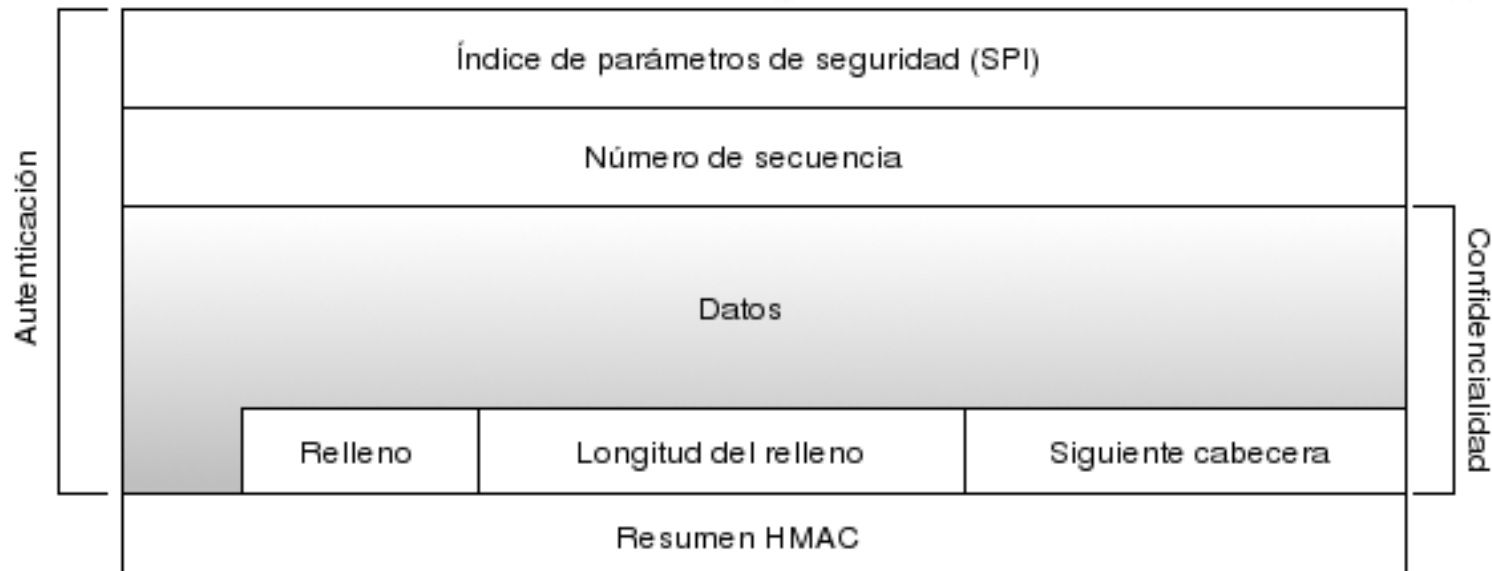 Índice de parámetros de seguridad (SPI)
Número de secuencia
Autenticación
Datos
Confidencialidad
Relleno
Longitud del relleno
Siguiente cabecera
Resumen HMAC